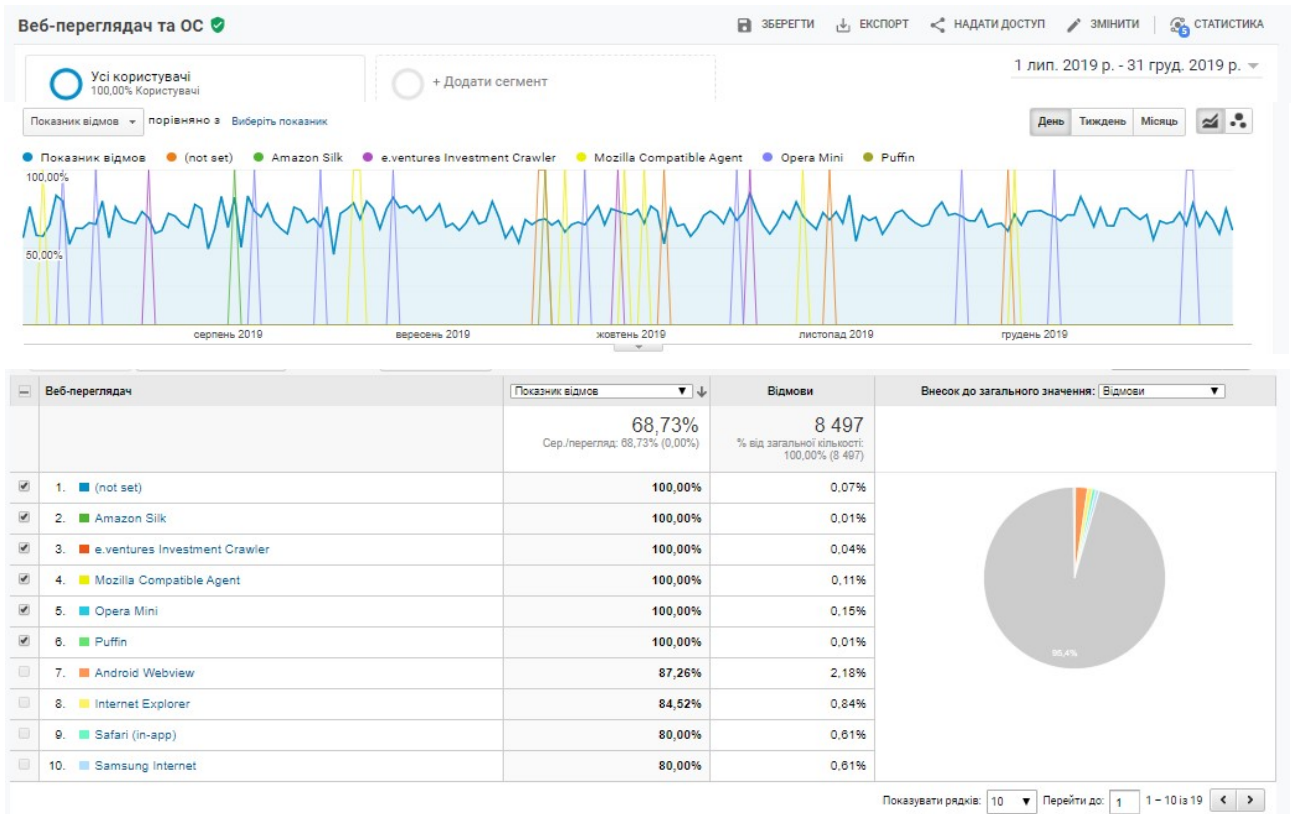 Веб-переглядач та ОС
ЗБЕРЕГТИ ЕКСПОРТ НАДАТИ ДОСТУП ЗМІНИТИ 5 СТАТИСТИКА
Усі користувачі
100,00% Користувачі
+ Додати сегмент
1 лип. 2019 р. - 31 груд. 2019 р.
Показник відмов порівняно з Виберіть показник
День Тиждень Місяць
Показник відмов (not set) Amazon Silk e.ventures Investment Crawler Mozilla Compatible Agent Opera Mini Puffin
100,00%
50,00%
серпень 2019 вересень 2019 жовтень 2019 листопад 2019 грудень 2019
Веб-переглядач Показник відмов Відмови Внесок до загального значення: Відмови
68,73% 8 497
Сер./перегляд: 68,73% (0,00%) % від загальної кількості:
100,00% (8 497)
1. (not set) 100,00% 0,07%
2. Amazon Silk 100,00% 0,01%
3. e.ventures Investment Crawler 100,00% 0,04%
4. Mozilla Compatible Agent 100,00% 0,11%
5. Opera Mini 100,00% 0,15%
6. Puffin 100,00% 0,01%
95,4%
7. Android Webview 87,26% 2,18%
8. Internet Explorer 84,52% 0,84%
9. Safari (in-app) 80,00% 0,61%
10. Samsung Internet 80,00% 0,61%
Показувати рядків: 10 Перейти до: 1 1 – 10 із 19